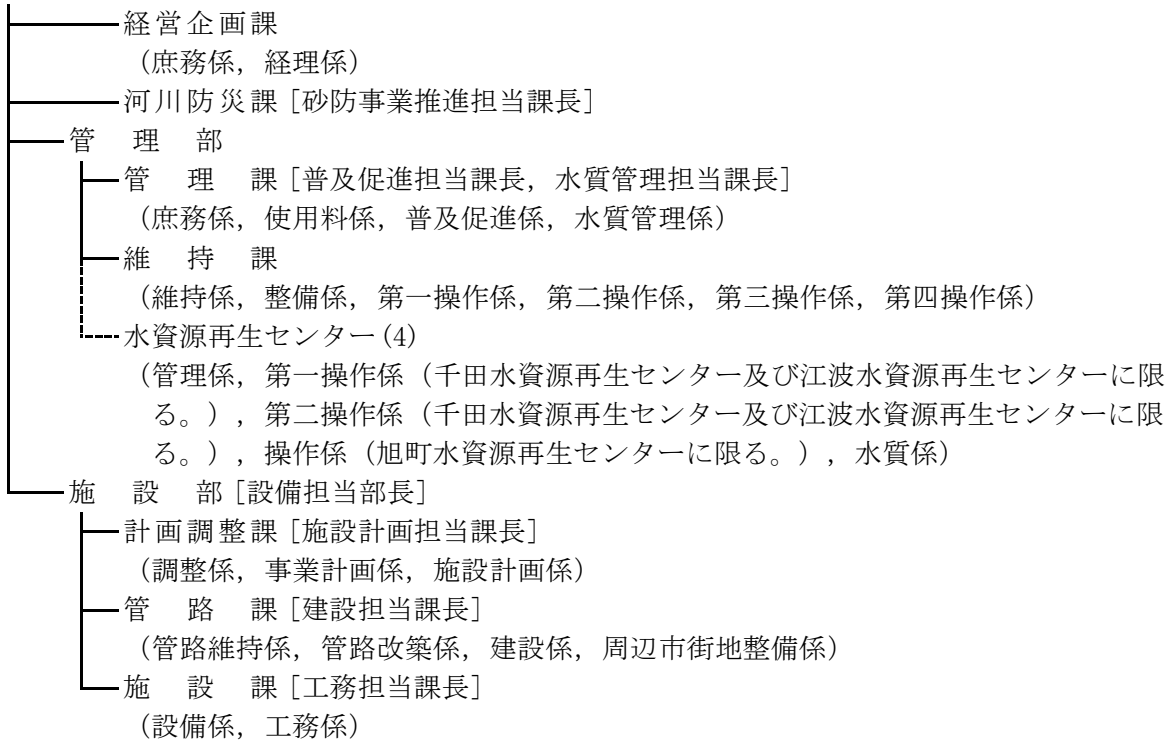 経営企画課
（庶務係，経理係）
河川防災課［砂防事業推進担当課長］
管　理　部
管　理　課［普及促進担当課長，水質管理担当課長］
（庶務係，使用料係，普及促進係，水質管理係）
維　持　課
（維持係，整備係，第一操作係，第二操作係，第三操作係，第四操作係）
水資源再生センター(4)
（管理係，第一操作係（千田水資源再生センター及び江波水資源再生センターに限
る。），第二操作係（千田水資源再生センター及び江波水資源再生センターに限
る。），操作係（旭町水資源再生センターに限る。），水質係）
施　設　部［設備担当部長］
計画調整課［施設計画担当課長］
（調整係，事業計画係，施設計画係）
管　路　課［建設担当課長］
（管路維持係，管路改築係，建設係，周辺市街地整備係）
施　設　課［工務担当課長］
（設備係，工務係）